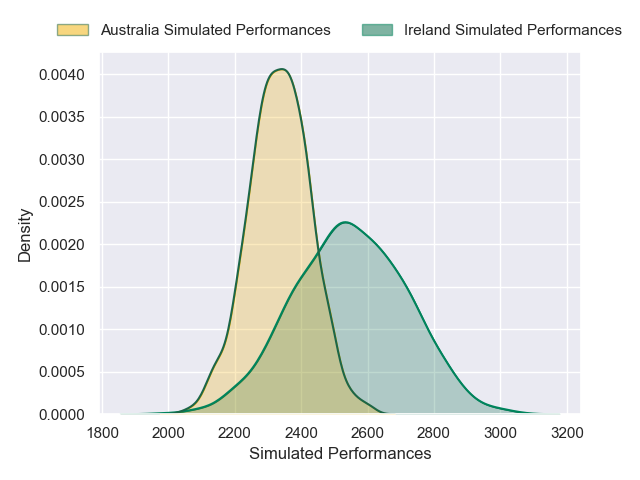 Australia Simulated Performances Ireland Simulated Performances
0.0040
0.0035
0.0030
0.0025
0.0020
0.0015
0.0010
0.0005
0.0000
Density
1800 2000 2200 2400 2600 2800 3000 3200
Simulated Performances